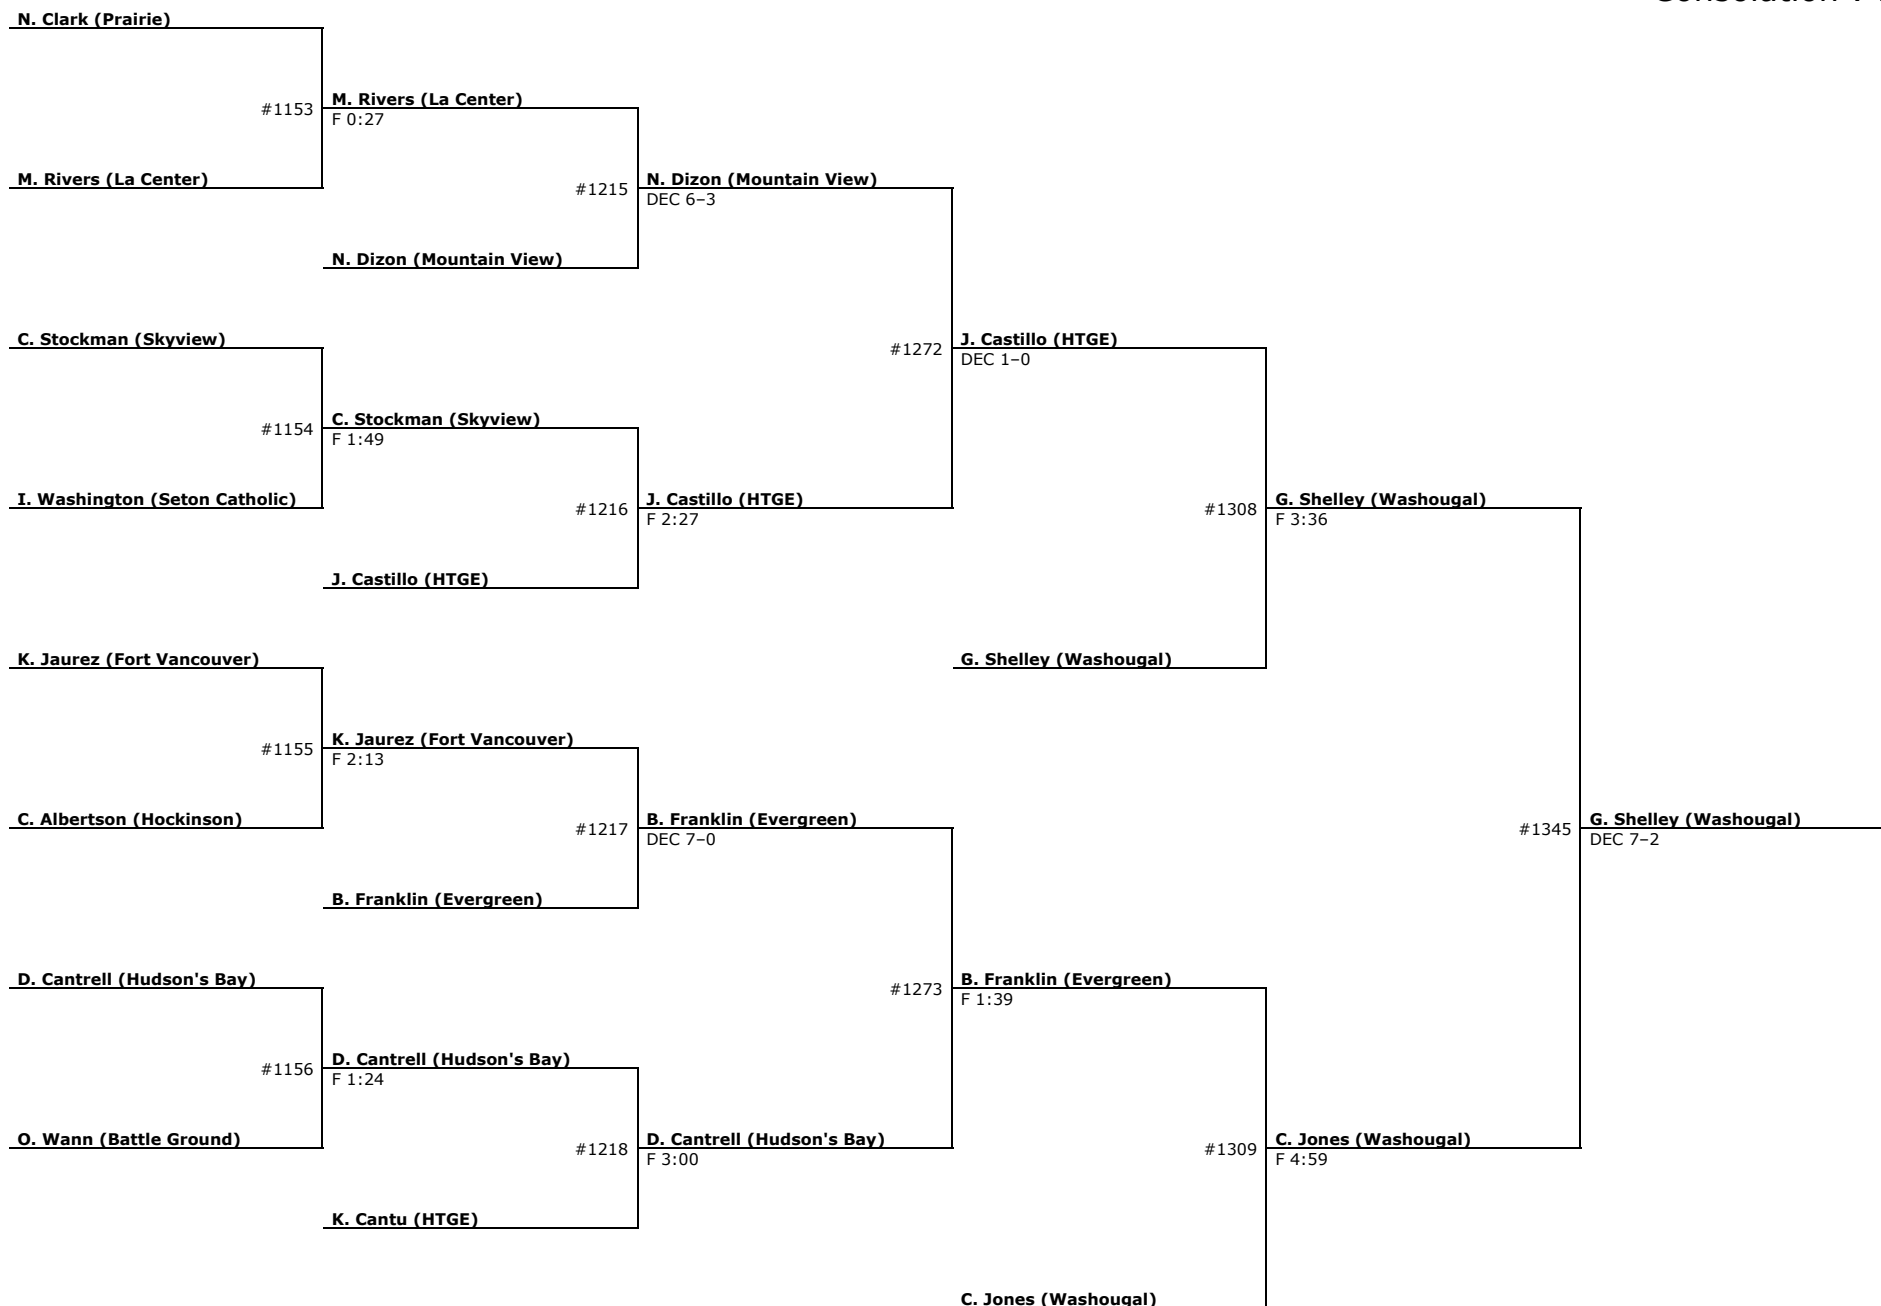 Consolation
N. Clark (Prairie)
#1153
M. Rivers (La Center)
F 0:27
M. Rivers (La Center)
#1215
N. Dizon (Mountain View)
DEC 6–3
N. Dizon (Mountain View)
C. Stockman (Skyview)
#1272
J. Castillo (HTGE)
DEC 1–0
#1154
C. Stockman (Skyview)
F 1:49
I. Washington (Seton Catholic)
#1216
J. Castillo (HTGE)
F 2:27
#1308
G. Shelley (Washougal)
F 3:36
J. Castillo (HTGE)
K. Jaurez (Fort Vancouver)
G. Shelley (Washougal)
#1155
K. Jaurez (Fort Vancouver)
F 2:13
C. Albertson (Hockinson)
#1217
B. Franklin (Evergreen)
DEC 7–0
#1345
G. Shelley (Washougal)
DEC 7–2
B. Franklin (Evergreen)
D. Cantrell (Hudson's Bay)
#1273
B. Franklin (Evergreen)
F 1:39
#1156
D. Cantrell (Hudson's Bay)
F 1:24
O. Wann (Battle Ground)
#1218
D. Cantrell (Hudson's Bay)
F 3:00
#1309
C. Jones (Washougal)
F 4:59
K. Cantu (HTGE)
C. Jones (Washougal)